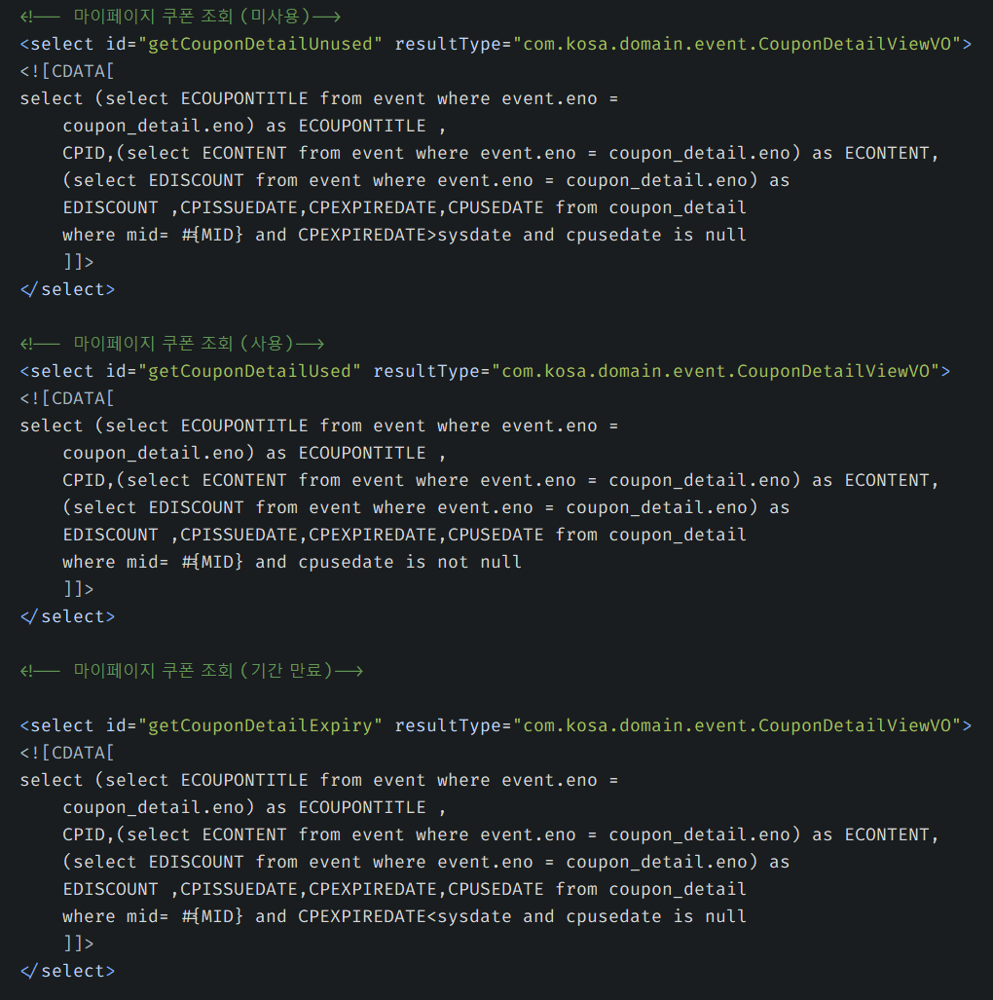 <!-- 마이페이지 쿠폰 조회 (미사용)-->
<select id="getCouponDetailUnused" resultType="com.kosa.domain.event.CouponDetailViewVO">
<![CDATA[
select (select ECOUPONTITLE from event where event.eno =
coupon_detail.eno) as ECOUPONTITLE ,
CPID,(select ECONTENT from event where event.eno = coupon_detail.eno) as ECONTENT,
(select EDISCOUNT from event where event.eno = coupon_detail.eno) as
EDISCOUNT ,CPISSUEDATE,CPEXPIREDATE,CPUSEDATE from coupon_detail
where mid= #{MID} and CPEXPIREDATE>sysdate and cpusedate is null
]]>
</select>
<!-- 마이페이지 쿠폰 조회 (사용)-->
<select id="getCouponDetailUsed" resultType="com.kosa.domain.event.CouponDetailViewVO">
<![CDATA[
select (select ECOUPONTITLE from event where event.eno =
coupon_detail.eno) as ECOUPONTITLE ,
CPID,(select ECONTENT from event where event.eno = coupon_detail.eno) as ECONTENT,
(select EDISCOUNT from event where event.eno = coupon_detail.eno) as
EDISCOUNT ,CPISSUEDATE,CPEXPIREDATE,CPUSEDATE from coupon_detail
where mid= #{MID} and cpusedate is not null
]]>
</select>
<!-- 마이페이지 쿠폰 조회 (기간 만료)-->
<select id="getCouponDetailExpiry" resultType="com.kosa.domain.event.CouponDetailViewVO">
<![CDATA[
select (select ECOUPONTITLE from event where event.eno =
coupon_detail.eno) as ECOUPONTITLE ,
CPID,(select ECONTENT from event where event.eno = coupon_detail.eno) as ECONTENT,
(select EDISCOUNT from event where event.eno = coupon_detail.eno) as
EDISCOUNT ,CPISSUEDATE,CPEXPIREDATE,CPUSEDATE from coupon_detail
where mid= #{MID} and CPEXPIREDATE<sysdate and cpusedate is null
]]>
</select>